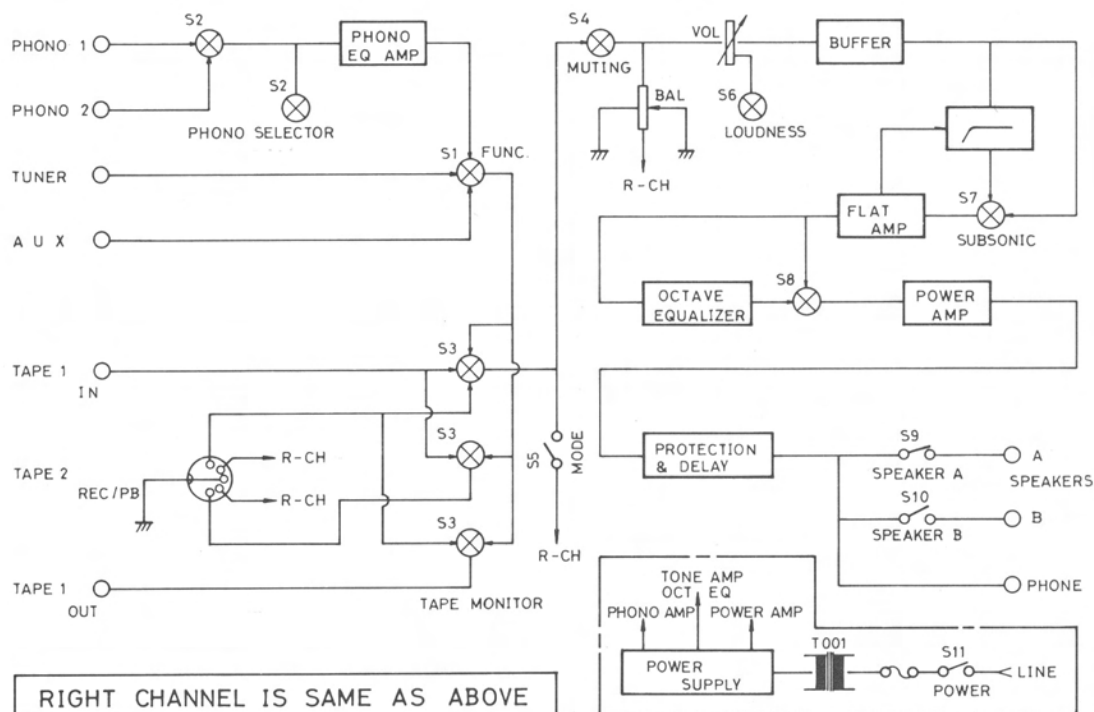 S2
PHONO 1
PHONO
EQ AMP
S2
PHONO 2
PHONO SELECTOR
S1 FUNC.
TUNER
A U X
S3
TAPE 1
IN
S3
TAPE 2
REC/PB
R-CH
R-CH
S3
TAPE 1
OUT
TAPE MONITOR
RIGHT CHANNEL IS SAME AS ABOVE
S4
MUTING
VOL
BUFFER
BAL
S6
LOUDNESS
R-CH
S7
FLAT
AMP
SUBSONIC
S8
OCTAVE
EQUALIZER
POWER
AMP
S5
MODE
R-CH
PROTECTION
& DELAY
S9
SPEAKER A
A
SPEAKERS
S10
SPEAKER B
B
PHONE
TONE AMP
OCT EQ
PHONO AMP
POWER AMP
POWER
SUPPLY
T001
S11
POWER
LINE